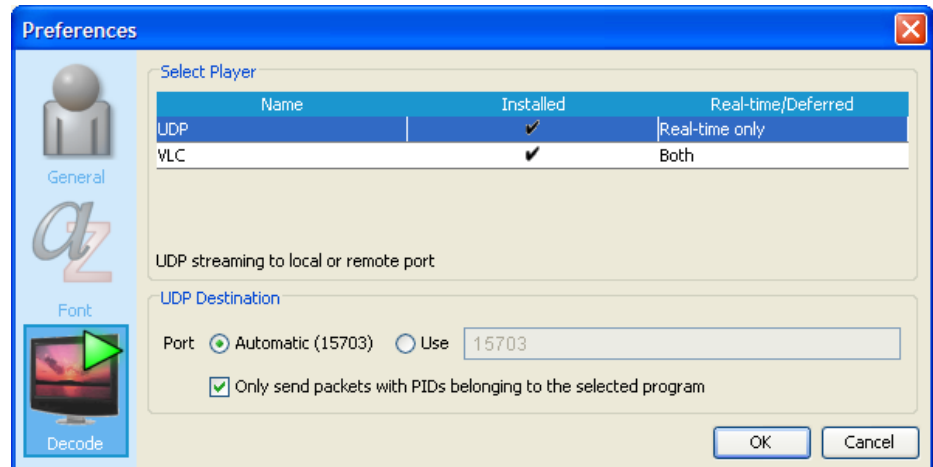 Preferences
Select Player
Name Installed Real-time/Deferred
UDP ✔ Real-time only
VLC ✔ Both
General
UDP streaming to local or remote port
az
UDP Destination
Font
Port Automatic (15703) Use 15703
Only send packets with PIDs belonging to the selected program
Decode
OK Cancel